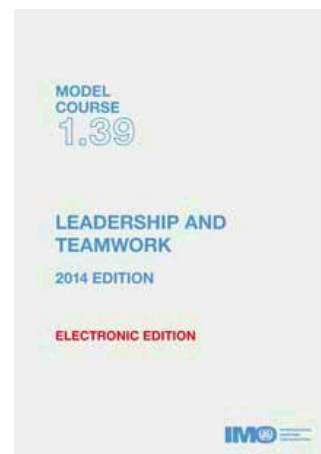 MODEL
COURSE
1.39
LEADERSHIP AND
TEAMWORK
2014 EDITION
ELECTRONIC EDITION
IMO